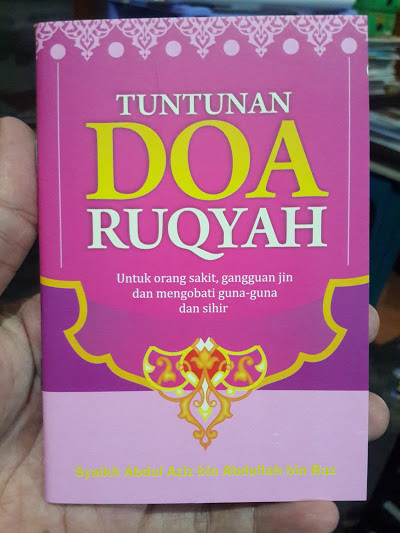 TUNTUNAN
DOA
RUQYAH
Untuk orang sakit, gangguan jin
dan mengobati guna-guna
dan sihir
Syaikh Abdul Aziz bin Abdullah bin Baz